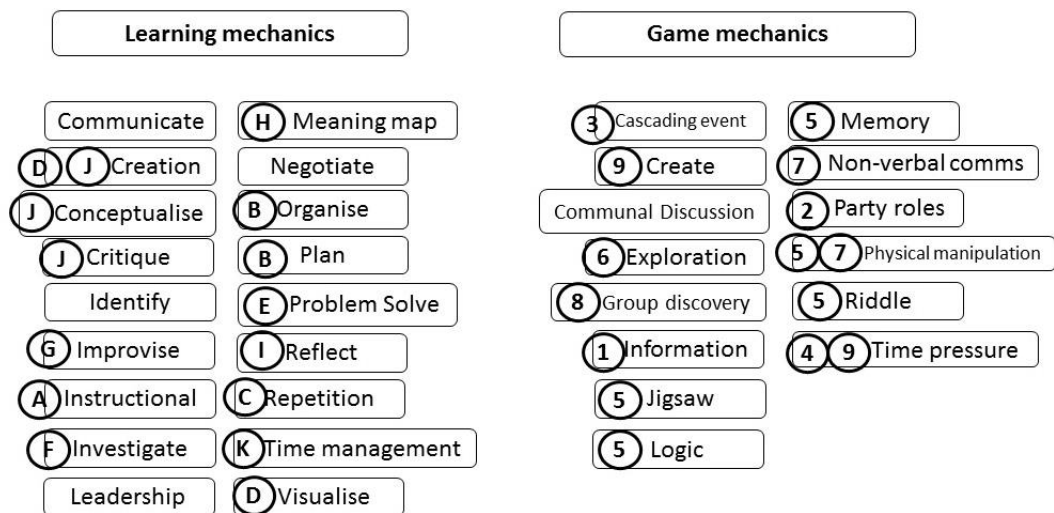 Learning mechanics
Communicate
D J Creation
J Conceptualise
J Critique
Identify
G Improvise
A Instructional
F Investigate
Leadership
H Meaning map
Negotiate
B Organise
B Plan
E Problem Solve
I Reflect
C Repetition
K Time management
D Visualise
Game mechanics
3 Cascading event
9 Create
Communal Discussion
6 Exploration
8 Group discovery
1 Information
5 Jigsaw
5 Logic
5 Memory
7 Non-verbal comms
2 Party roles
5 7 Physical manipulation
5 Riddle
4 9 Time pressure